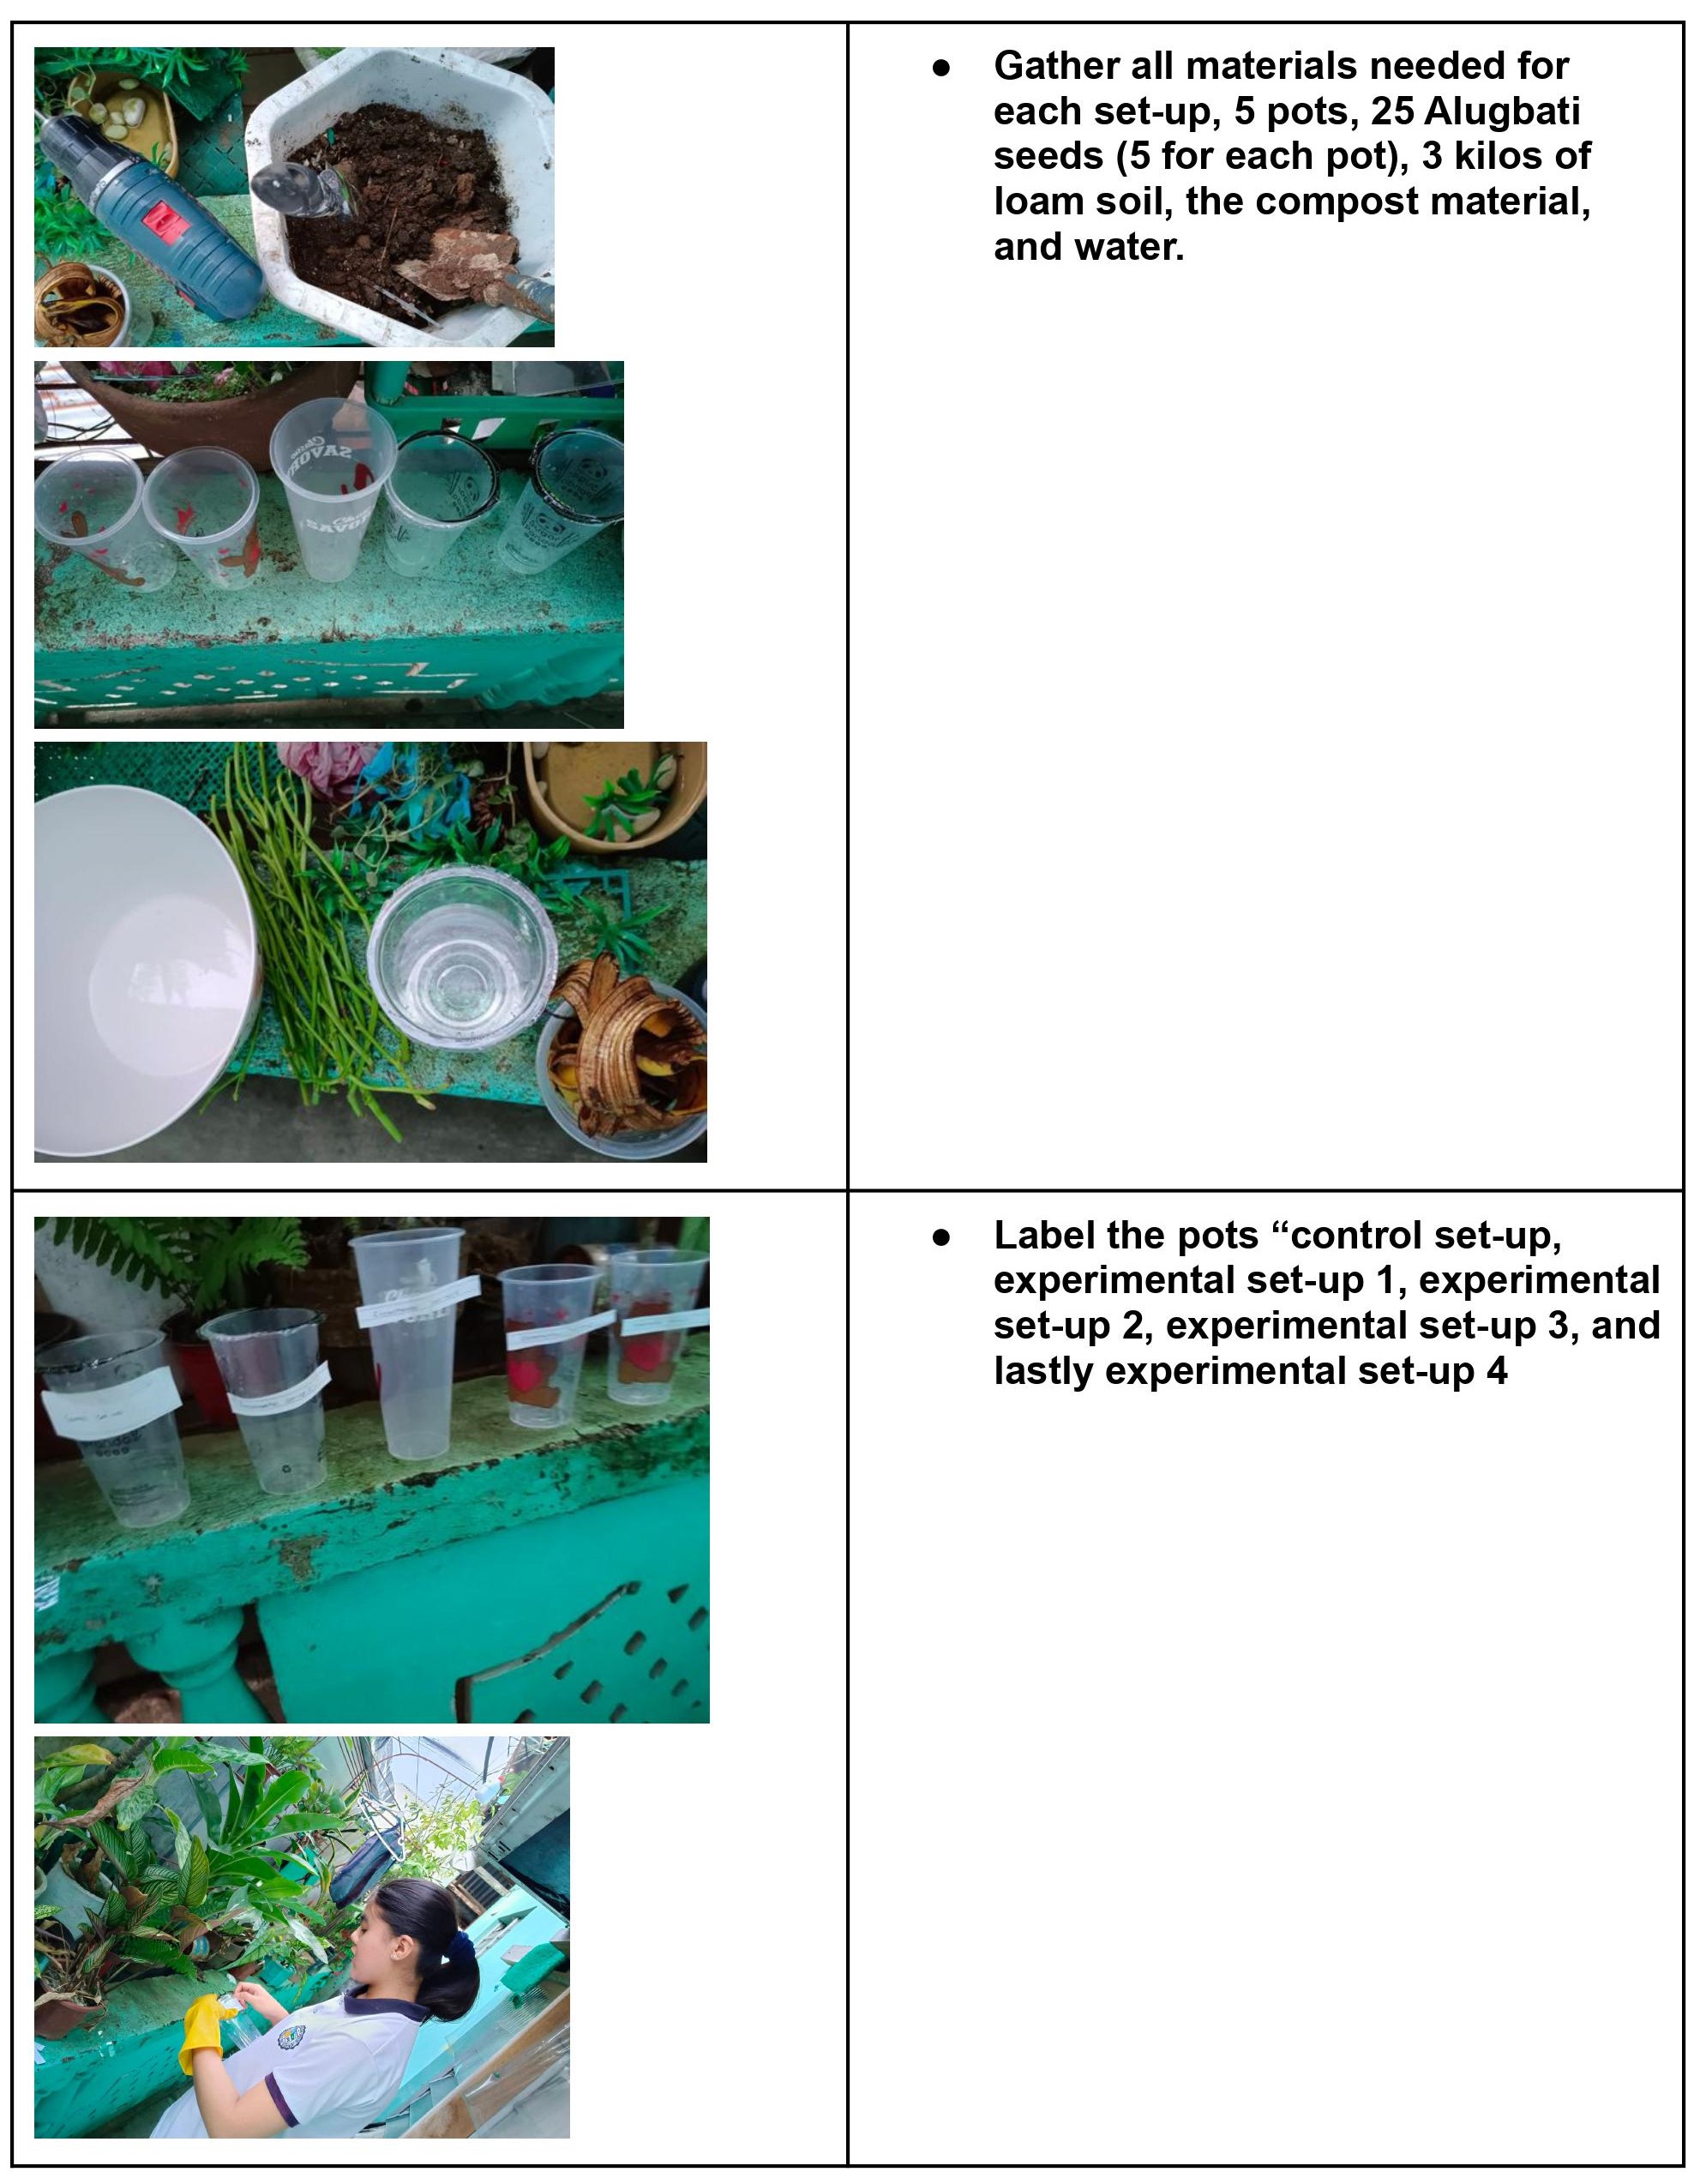 ● Gather all materials needed for
each set-up, 5 pots, 25 Alugbati
seeds (5 for each pot), 3 kilos of
loam soil, the compost material,
and water.
● Label the pots “control set-up,
experimental set-up 1, experimental
set-up 2, experimental set-up 3, and
lastly experimental set-up 4